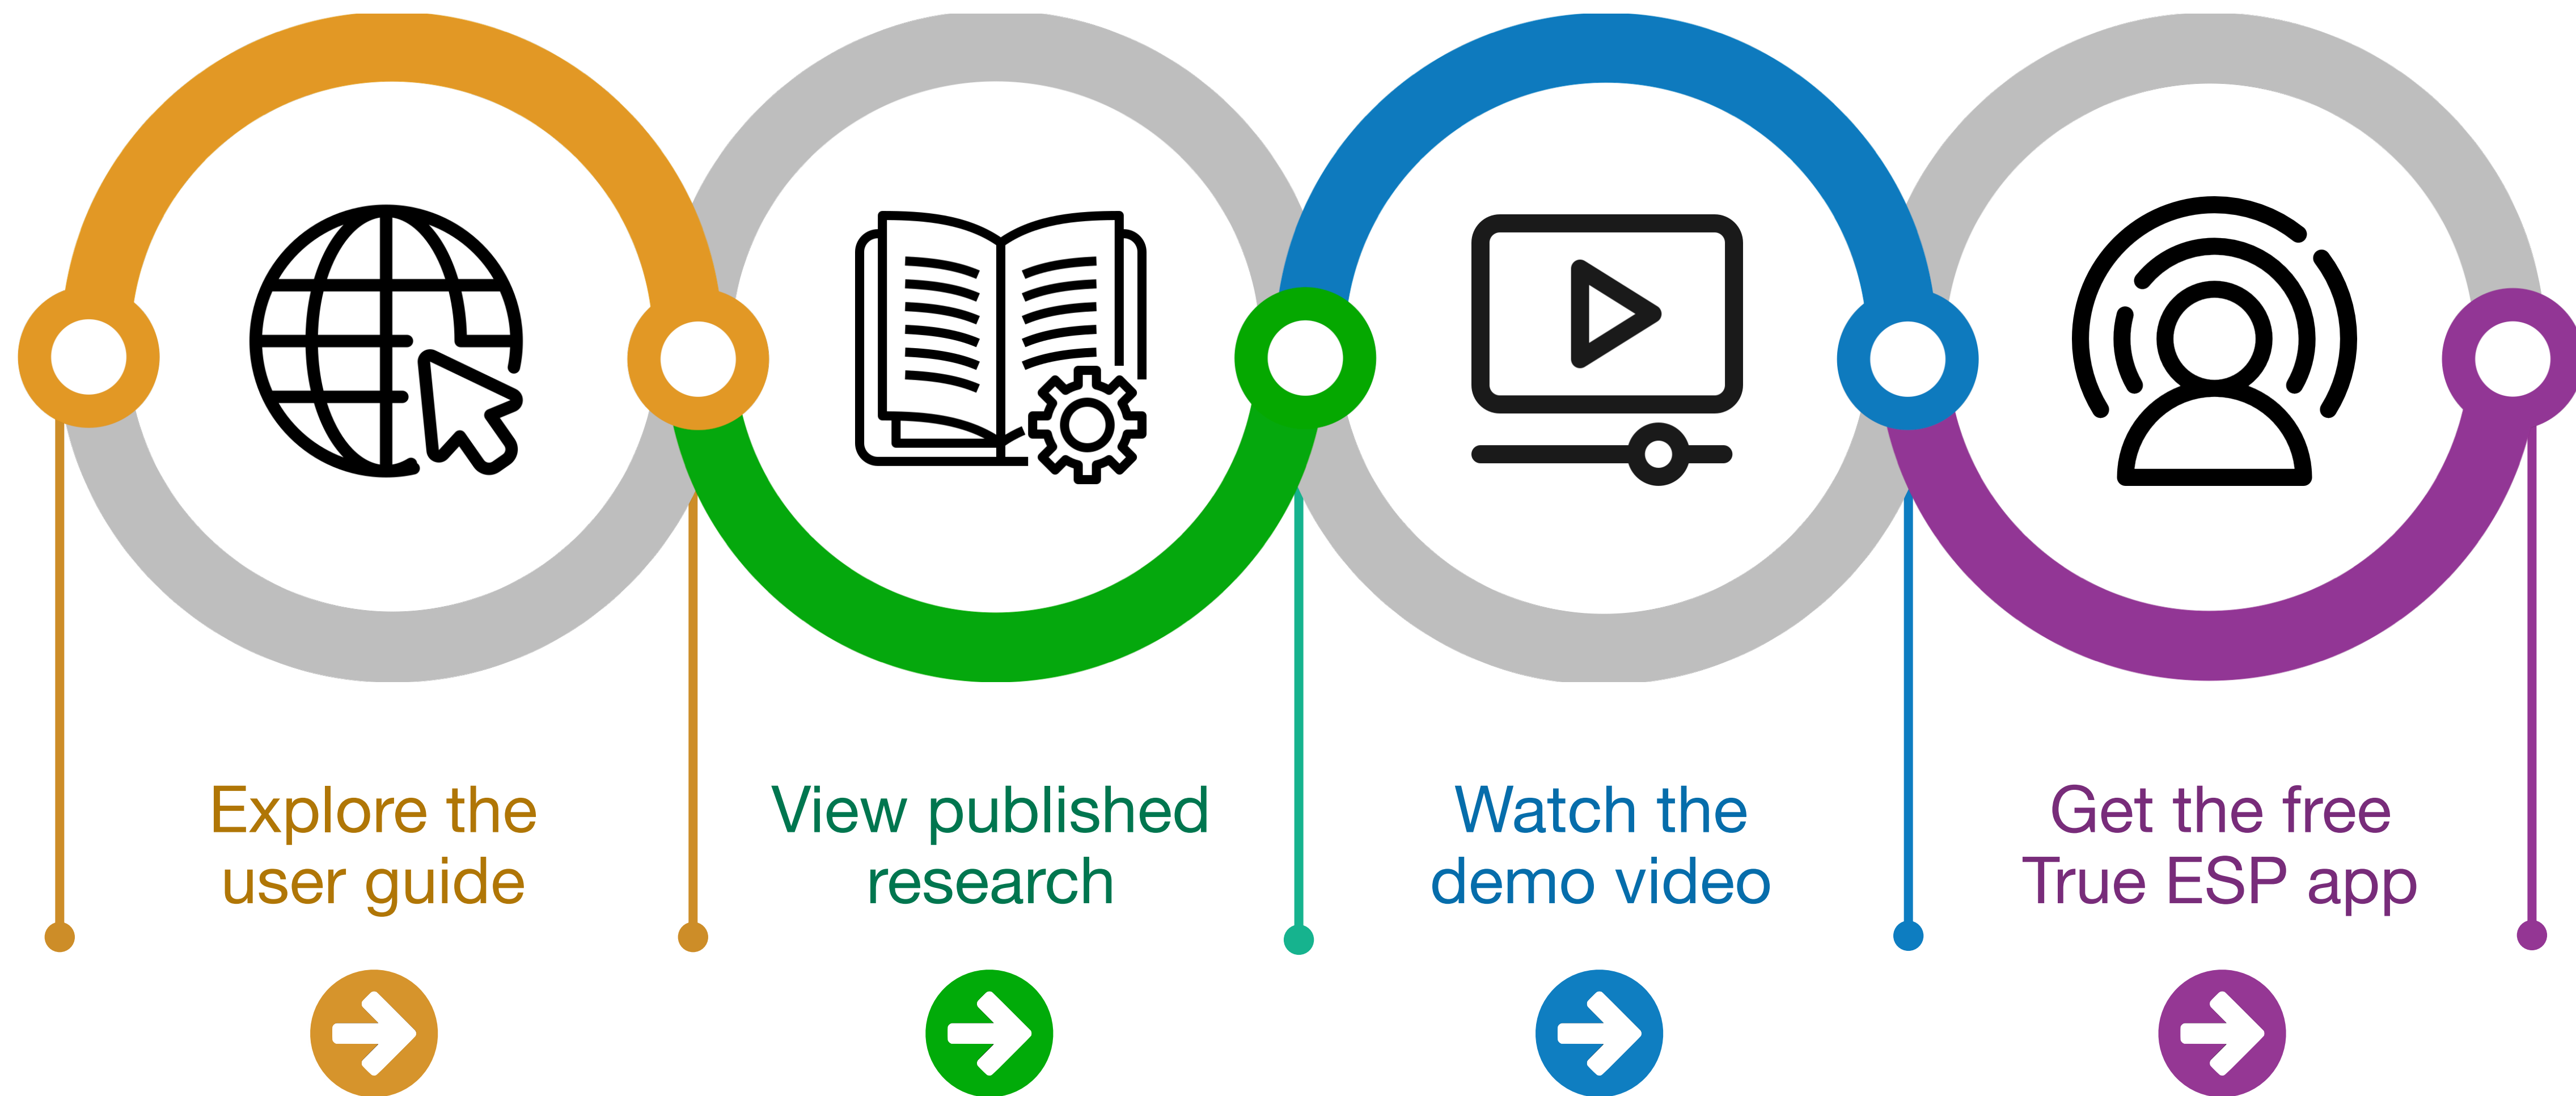 Explore the
user guide
View published
research
Watch the
demo video
Get the free
True ESP app